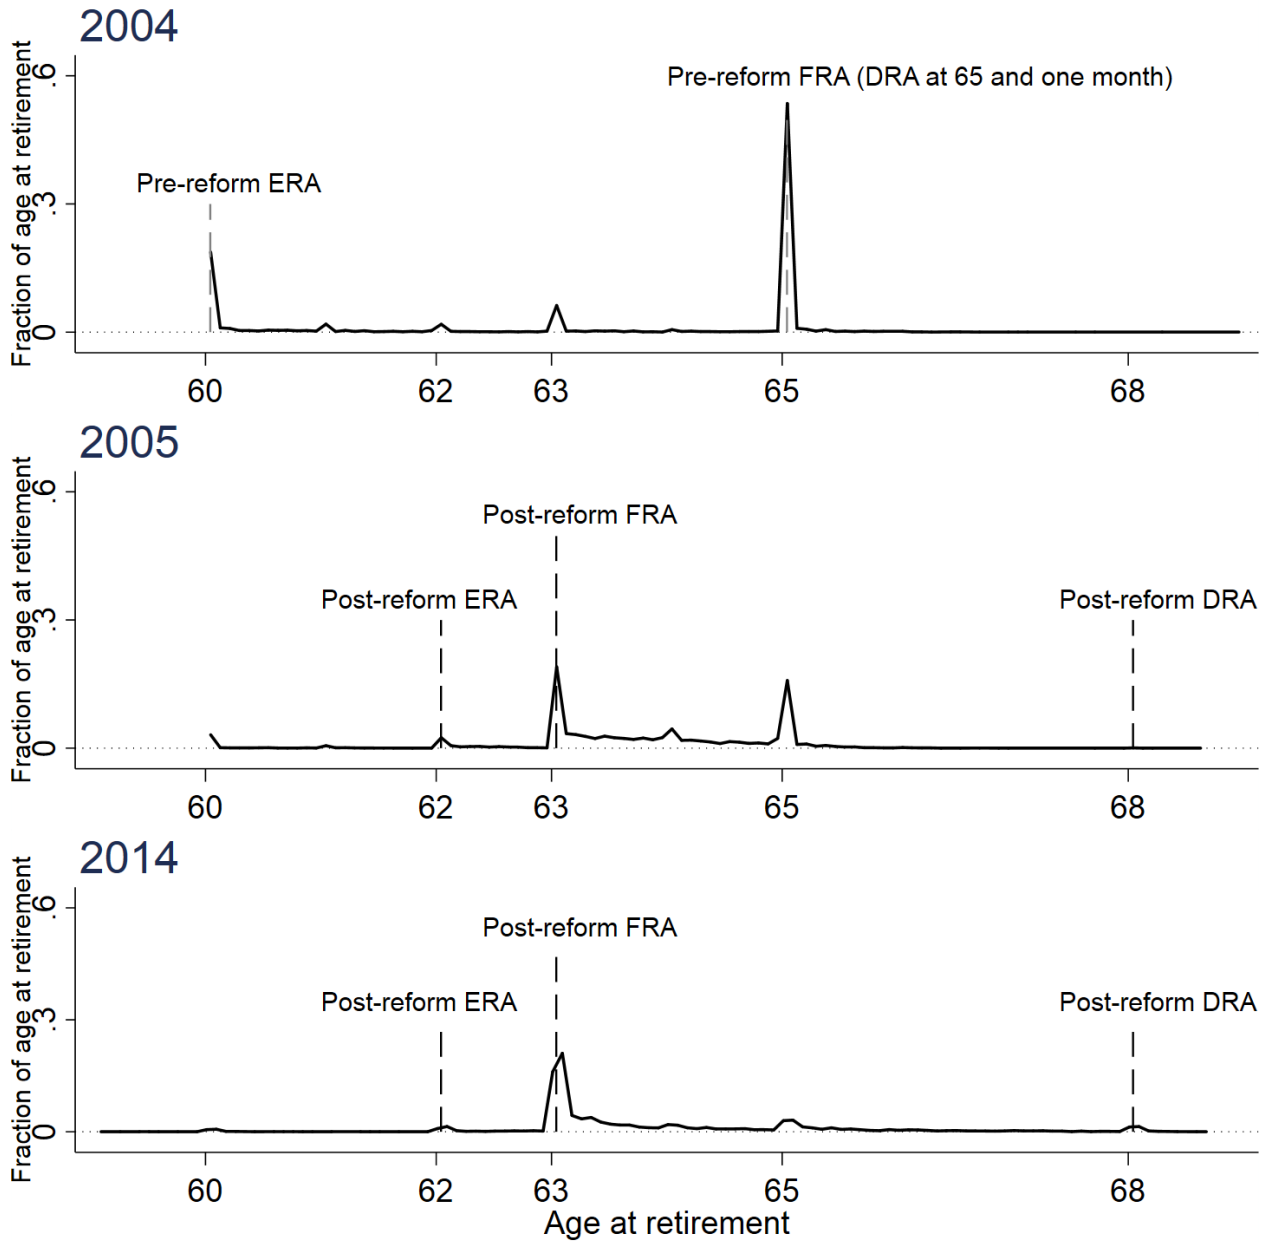 2004
Fraction of age at retirement
.6
.3
0
Pre-reform ERA
Pre-reform FRA (DRA at 65 and one month)
60 62 63 65 68
2005
Fraction of age at retirement
.6
.3
0
Post-reform ERA
Post-reform FRA
Post-reform DRA
60 62 63 65 68
2014
Fraction of age at retirement
.6
.3
0
Post-reform ERA
Post-reform FRA
Post-reform DRA
60 62 63 65 68
Age at retirement